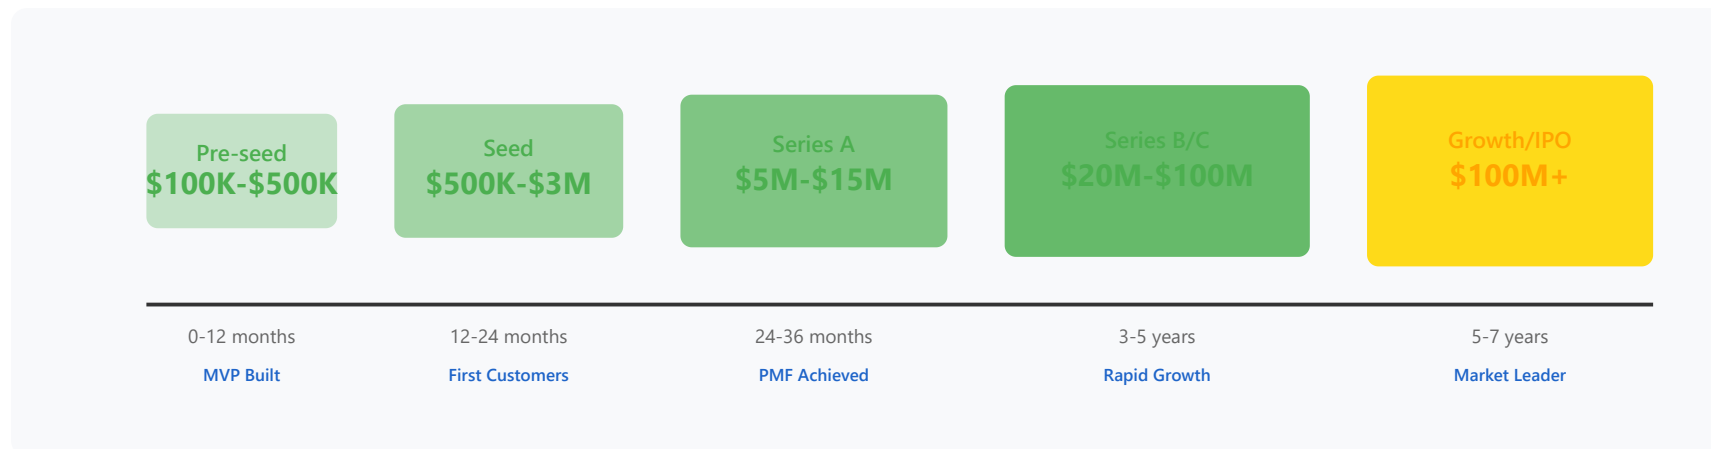 Pre-seed
$100K-$500K
Seed
$500K-$3M
Series A
$5M-$15M
Series B/C
$20M-$100M
Growth/IPO
$100M+
0-12 months
12-24 months
24-36 months
3-5 years
5-7 years
MVP Built
First Customers
PMF Achieved
Rapid Growth
Market Leader